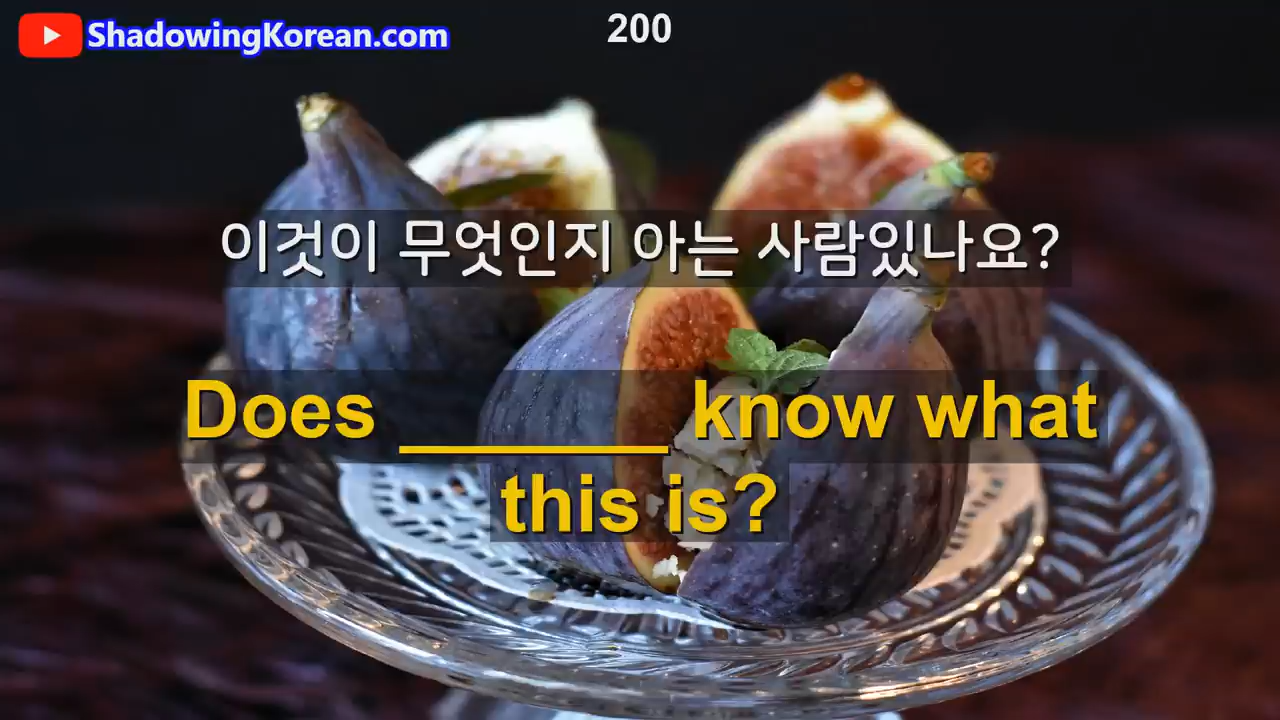 ShadowingKorean.com
200
이것이 무엇인지 아는 사람있나요?
Does ______ know what
this is?